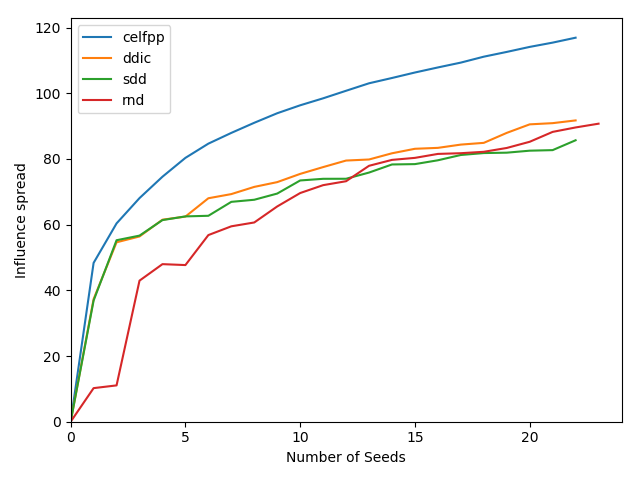 120
100
80
60
40
20
0
Influence spread
celfpp
ddic
sdd
rnd
0 5 10 15 20
Number of Seeds